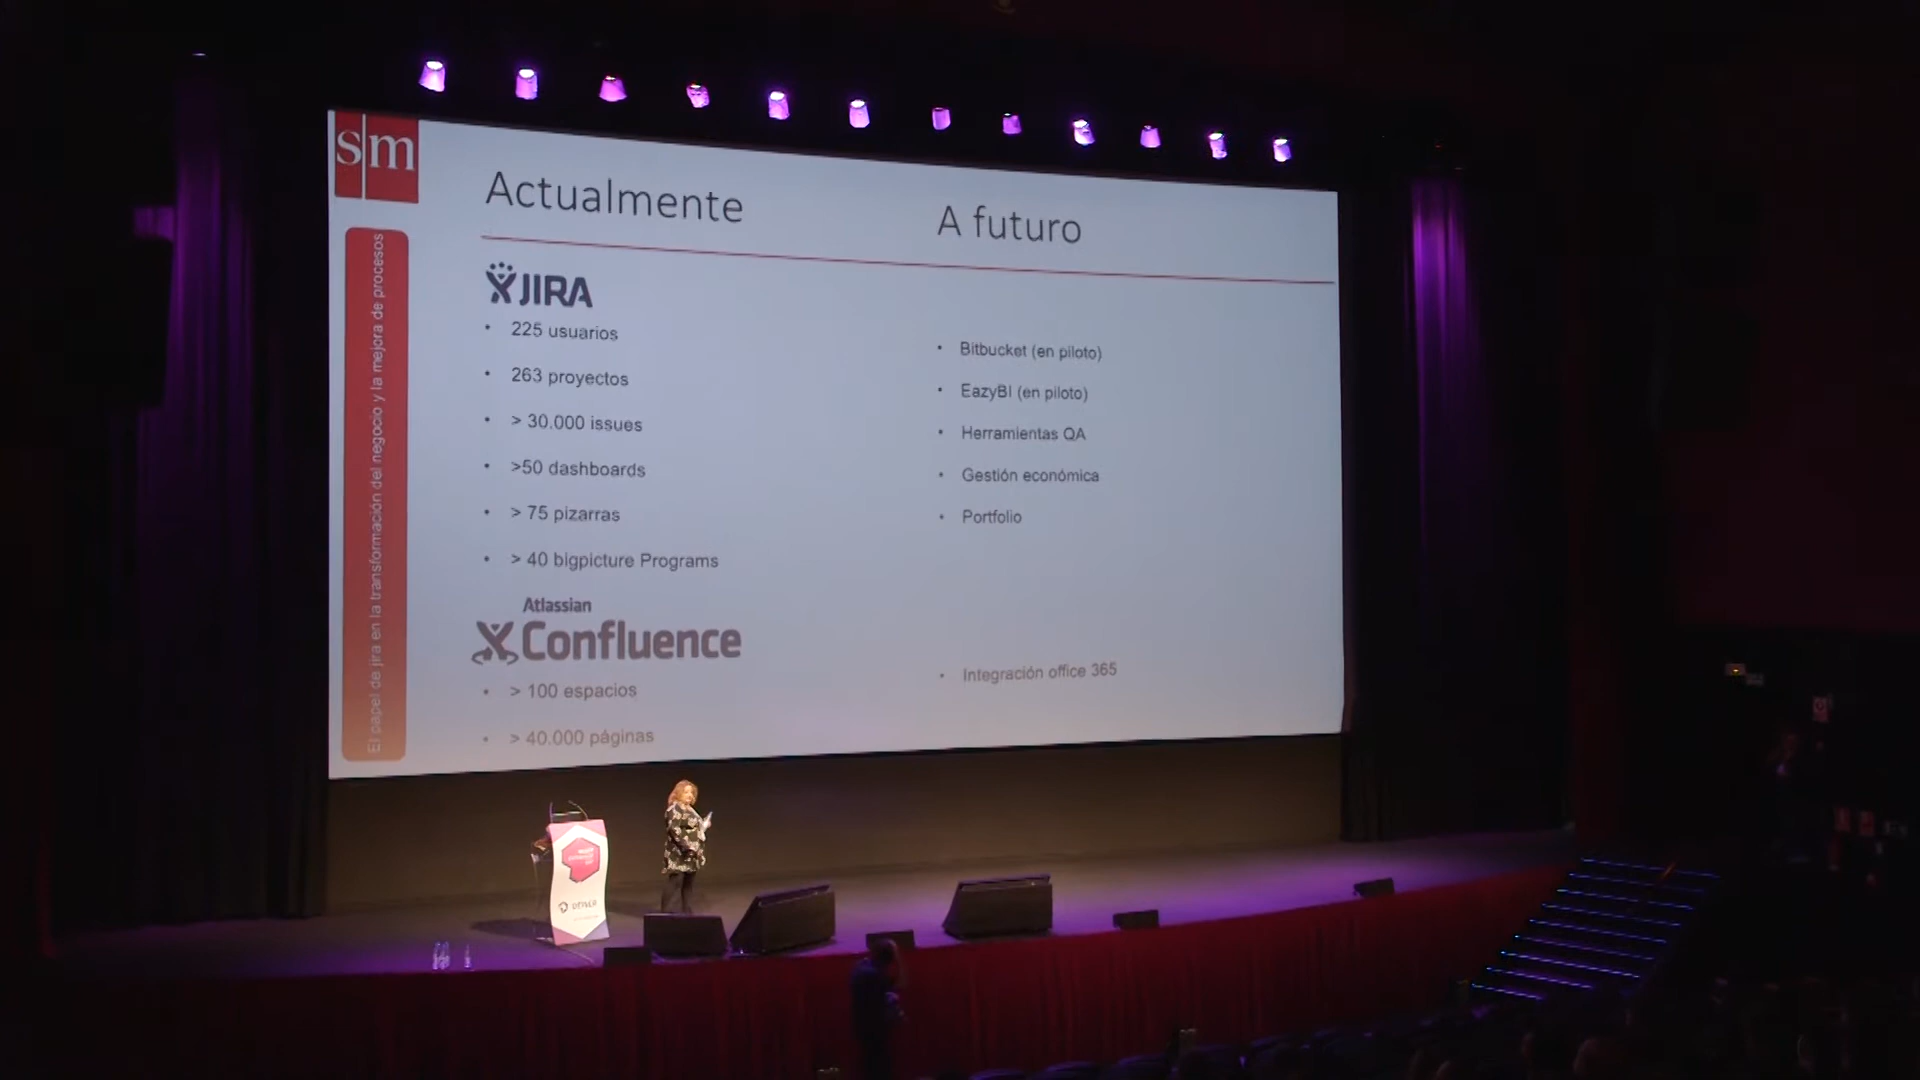 s|m
El papel de jira en la transformación del negocio y la mejora de procesos
Actualmente
JIRA
225 usuarios
263 proyectos
> 30.000 issues
>50 dashboards
> 75 pizarras
> 40 bigpicture Programs
Atlassian
Confluence
> 100 espacios
> 40.000 páginas
A futuro
Bitbucket (en piloto)
EazyBI (en piloto)
Herramientas QA
Gestión económica
Portfolio
Integración office 365